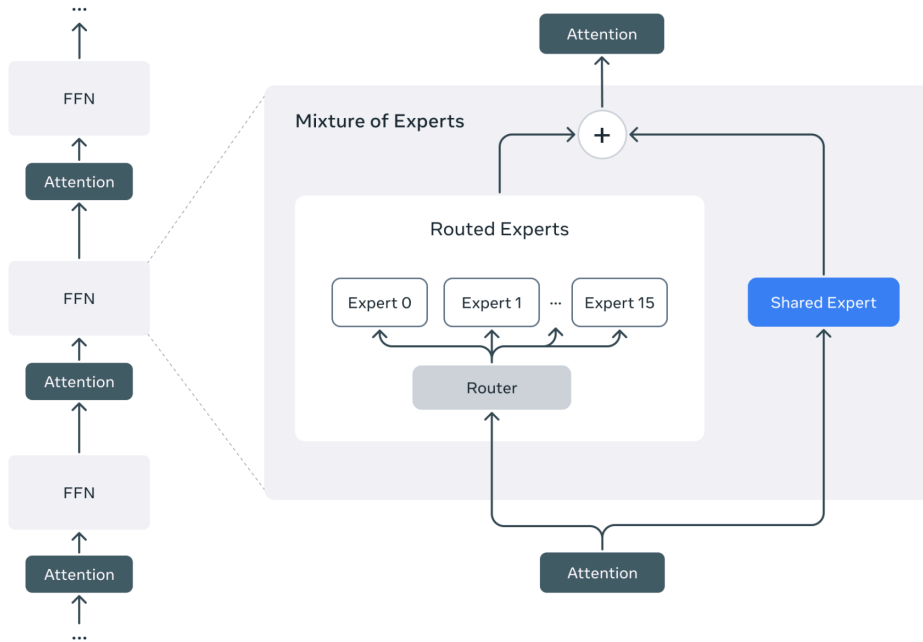 ...
FFN
Attention
FFN
Attention
FFN
Attention
...
Attention
Mixture of Experts
+
Routed Experts
Expert 0 Expert 1 ... Expert 15
Router
Shared Expert
Attention